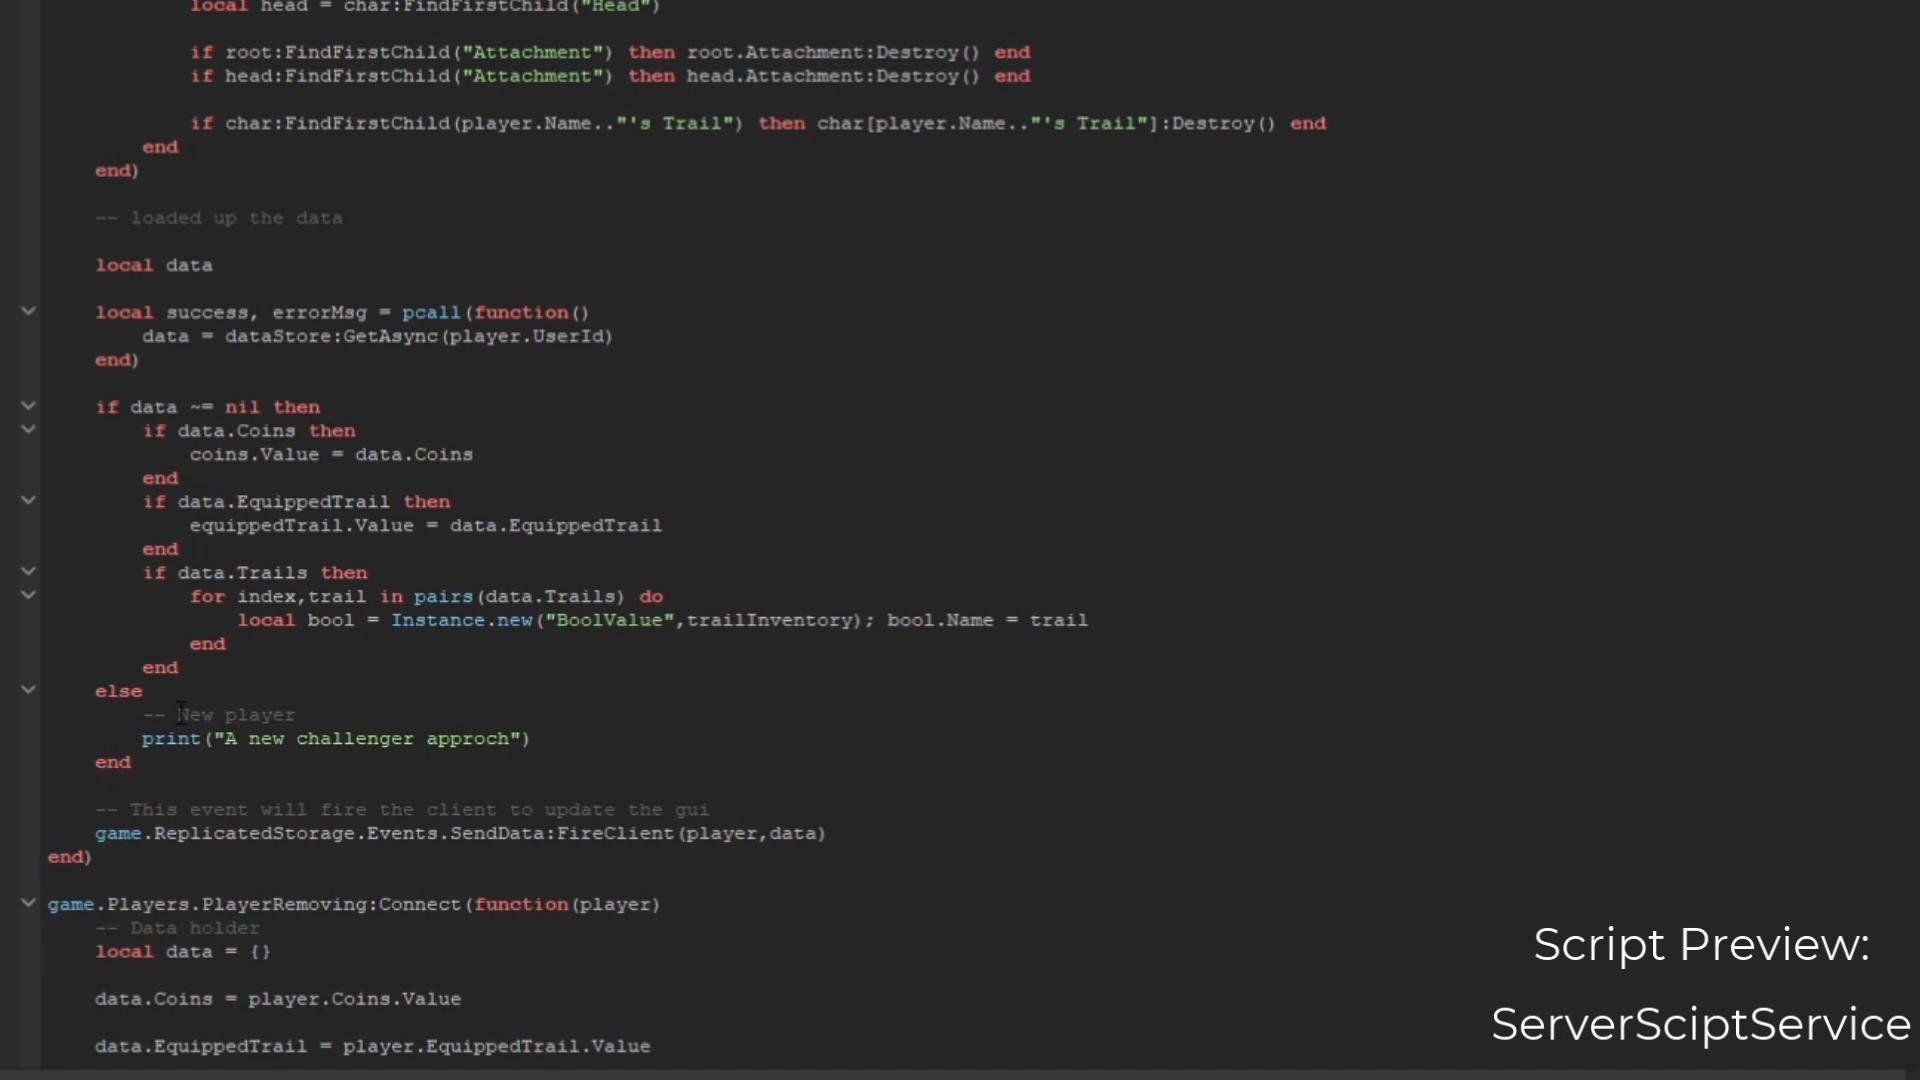 local head = char:FindFirstChild("Head")
if root:FindFirstChild("Attachment") then root.Attachment:Destroy() end
if head:FindFirstChild("Attachment") then head.Attachment:Destroy() end
if char:FindFirstChild(player.Name.."'s Trail") then char[player.Name.."'s Trail"]:Destroy() end
end
end)
-- loaded up the data
local data
local success, errorMsg = pcall(function()
data = dataStore:GetAsync(player.UserId)
end)
if data ~= nil then
if data.Coins then
coins.Value = data.Coins
end
if data.EquippedTrail then
equippedTrail.Value = data.EquippedTrail
end
if data.Trails then
for index,trail in pairs(data.Trails) do
local bool = Instance.new("BoolValue",trailInventory); bool.Name = trail
end
end
else
-- New player
print("A new challenger approch")
end
-- This event will fire the client to update the gui
game.ReplicatedStorage.Events.SendData:FireClient(player,data)
end)
game.Players.PlayerRemoving:Connect(function(player)
-- Data holder
local data = {}
data.Coins = player.Coins.Value
data.EquippedTrail = player.EquippedTrail.Value
Script Preview:
ServerSciptService